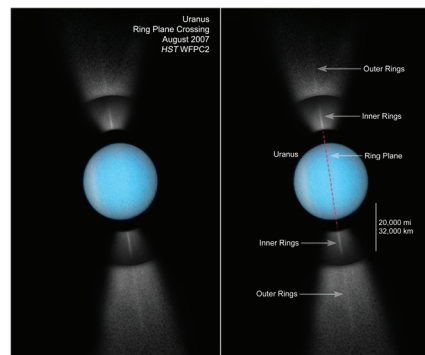 Uranus
Ring Plane Crossing
August 2007
HST WFPC2
Outer Rings
Inner Rings
Uranus
Ring Plane
20,000 mi
32,000 km
Inner Rings
Outer Rings